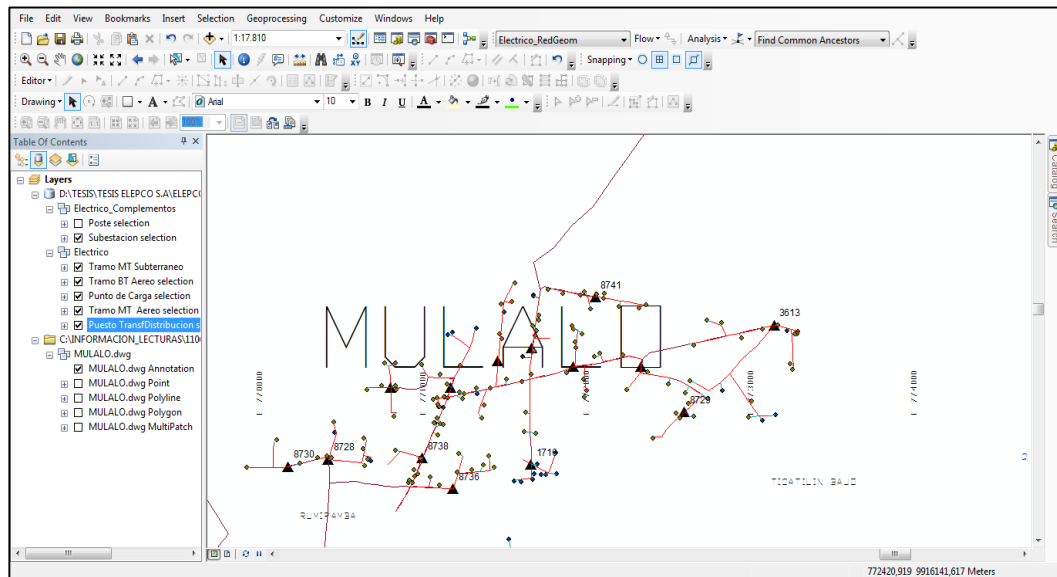 File Edit View Bookmarks Insert Selection Geoprocessing Customize Windows Help
1:17.810 Electrico_RedGeom Flow Analysis Find Common Ancestors
Snapping
Editor
Drawing A Arial 10 B I U A
100%
Table Of Contents
Layers
D:\TESIS\TESIS ELEPCO S.A\ELEPC
Electrico_Complementos
Poste selection
Subestacion selection
Electrico
Tramo MT Subterraneo
Tramo BT Aereo selection
Punto de Carga selection
Tramo MT Aereo selection
Puesto TransfDistribucion s
C:\INFORMACION_LECTURAS\110
MULALO.dwg
MULALO.dwg Annotation
MULALO.dwg Point
MULALO.dwg Polyline
MULALO.dwg Polygon
MULALO.dwg MultiPatch
Catalog
Search
8741
3613
MULALO
E 770000
E 773000
E 774000
8729
8738
8728
8730
1719
8736
TICATILIN BAJO
RUMIPAMBA
772420,919 9916141,617 Meters